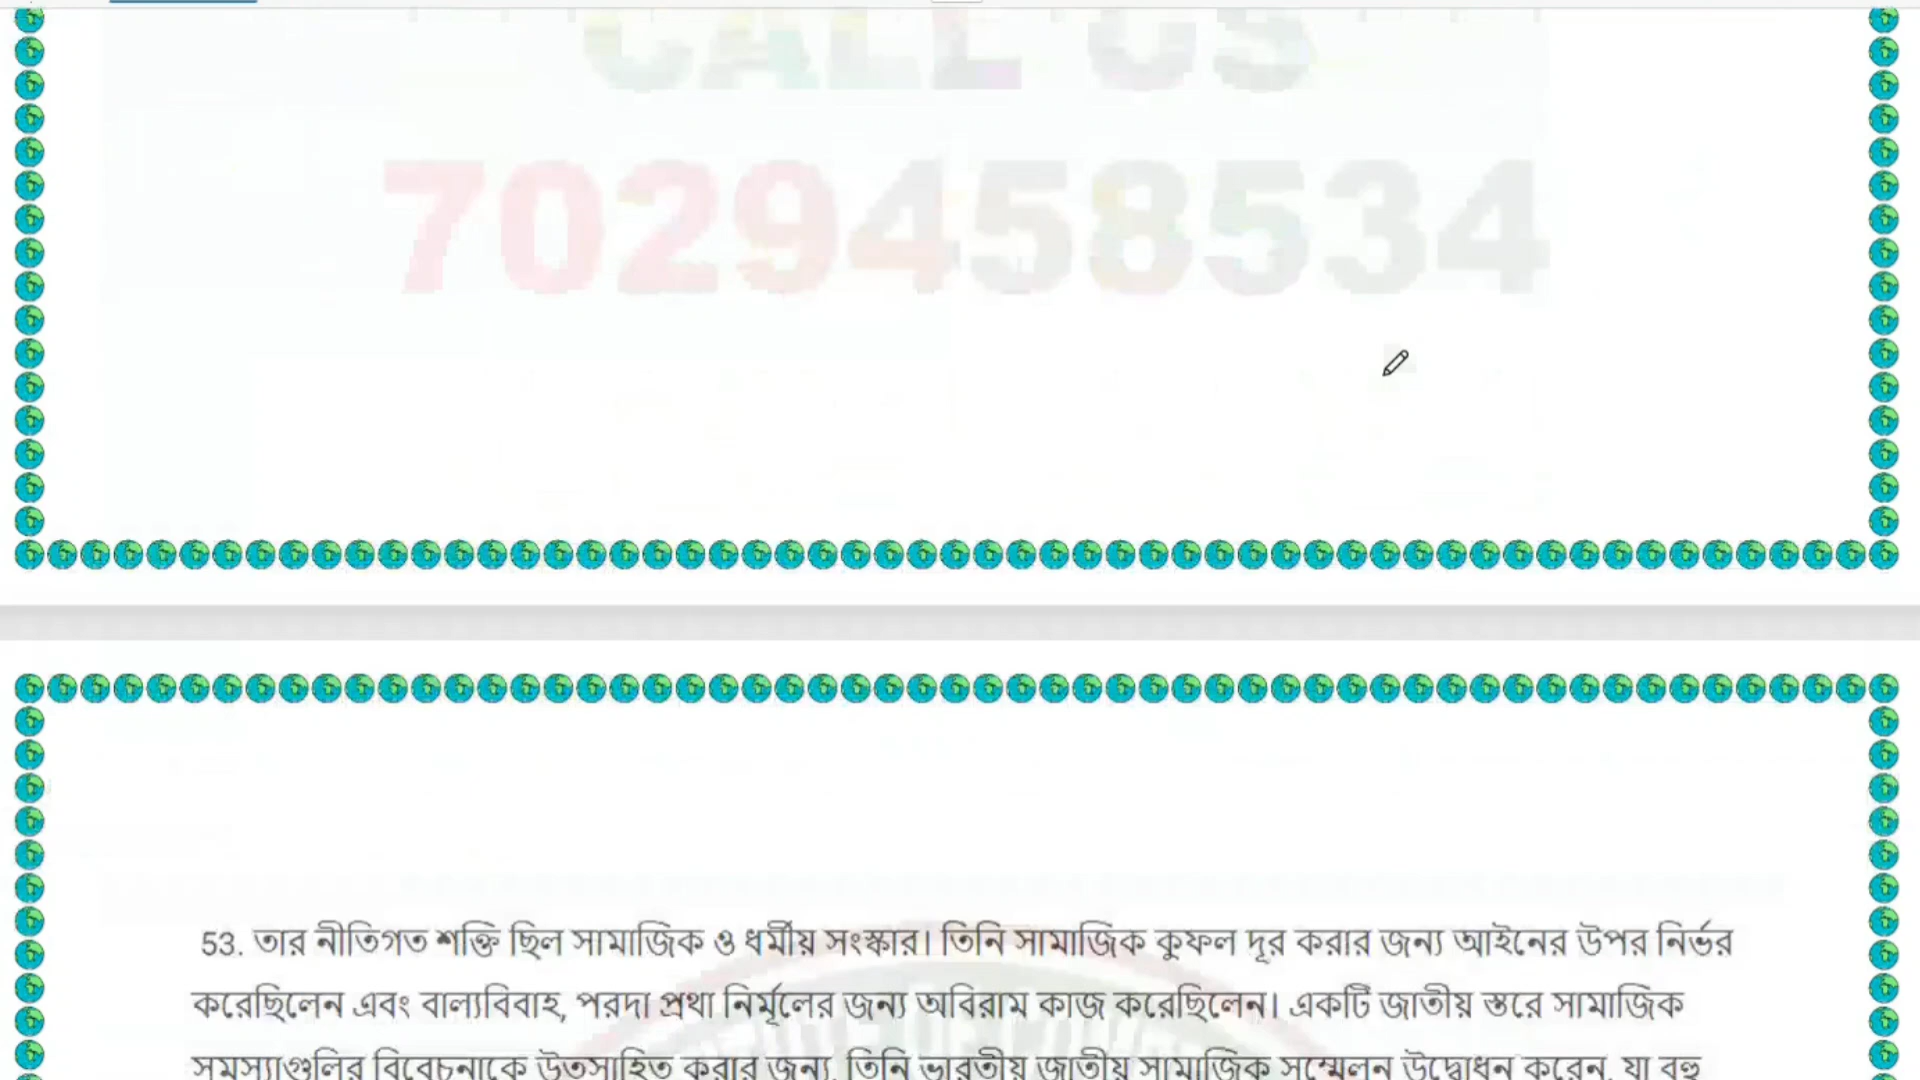 CALL US
7029458534
53. তার নীতিগত শক্তি ছিল সামাজিক ও ধর্মীয় সংস্কার। তিনি সামাজিক কুফল দূর করার জন্য আইনের উপর নির্ভর
করেছিলেন এবং বাল্যবিবাহ, পরদা প্রথা নির্মূলের জন্য অবিরাম কাজ করেছিলেন। একটি জাতীয় স্তরে সামাজিক
সমস্যাগুলির বিবেচনাকে উতসাহিত করার জন্য, তিনি ভারতীয় জাতীয় সামাজিক সম্মেলন উদ্বোধন করেন, যা বহু